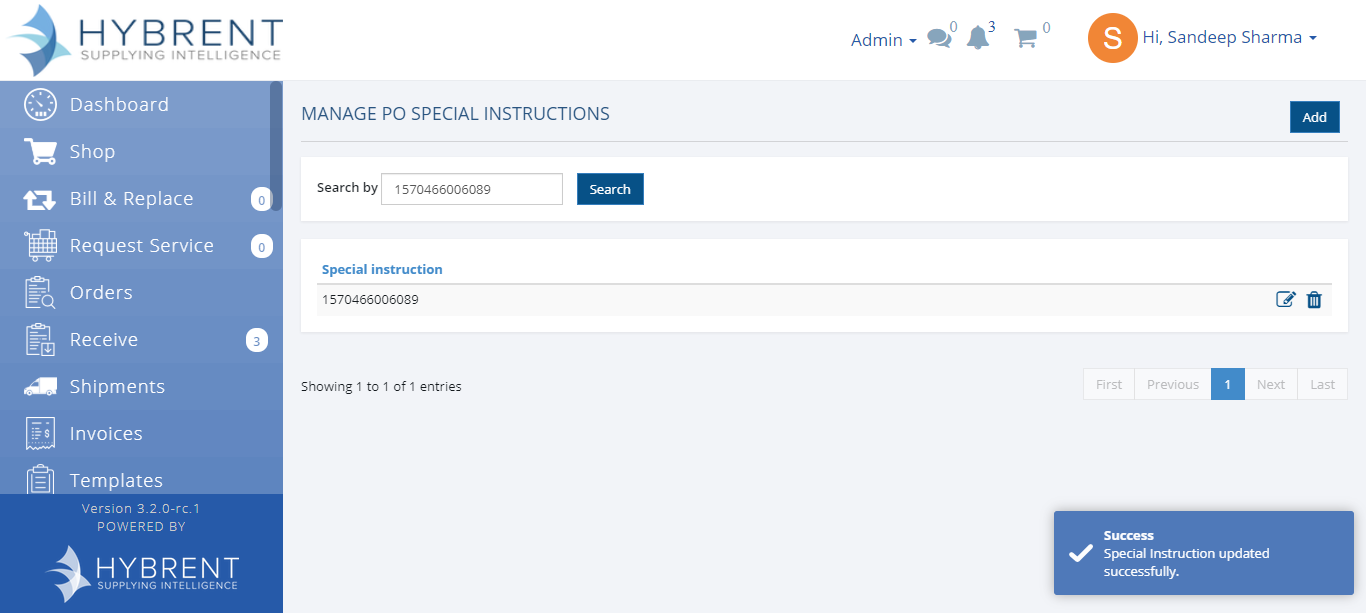 HYBRENT
SUPPLYING INTELLIGENCE
Admin
0
3
0
S
Hi, Sandeep Sharma
Dashboard
Shop
Bill & Replace
0
Request Service
0
Orders
Receive
3
Shipments
Invoices
Templates
Version 3.2.0-rc.1
POWERED BY
HYBRENT
SUPPLYING INTELLIGENCE
MANAGE PO SPECIAL INSTRUCTIONS
Add
Search by
1570466006089
Search
Special instruction
1570466006089
Showing 1 to 1 of 1 entries
First
Previous
1
Next
Last
Success
Special Instruction updated
successfully.